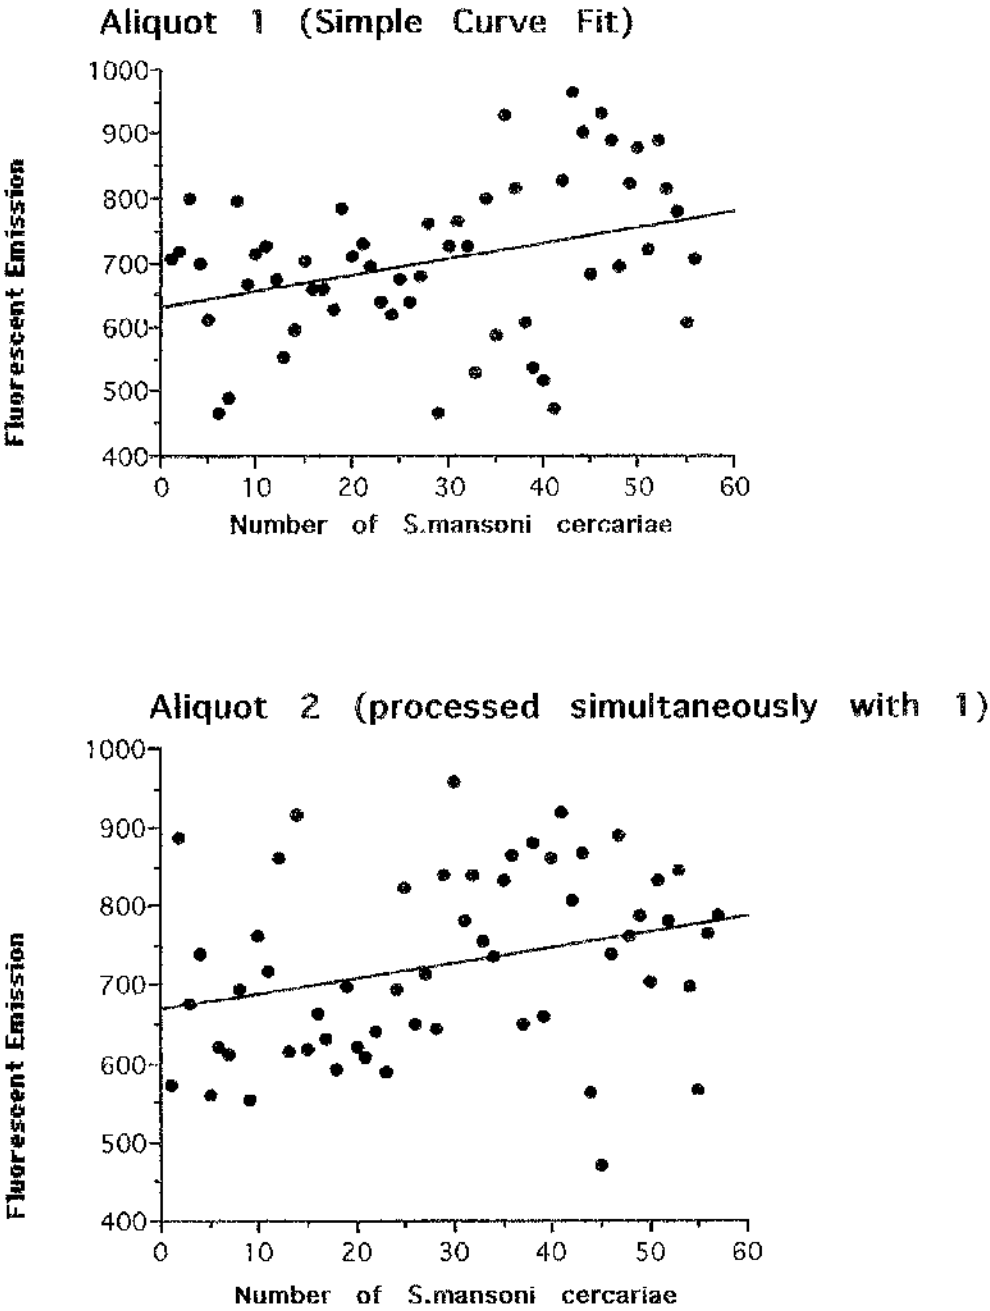 Aliquot 1 (Simple Curve Fit)
1000
900
800
700
600
500
400
Fluorescent Emission
0 10 20 30 40 50 60
Number of S.mansoni cercariae
Aliquot 2 (processed simultaneously with 1)
1000
900
800
700
600
500
400
Fluorescent Emission
0 10 20 30 40 50 60
Number of S.mansoni cercariae